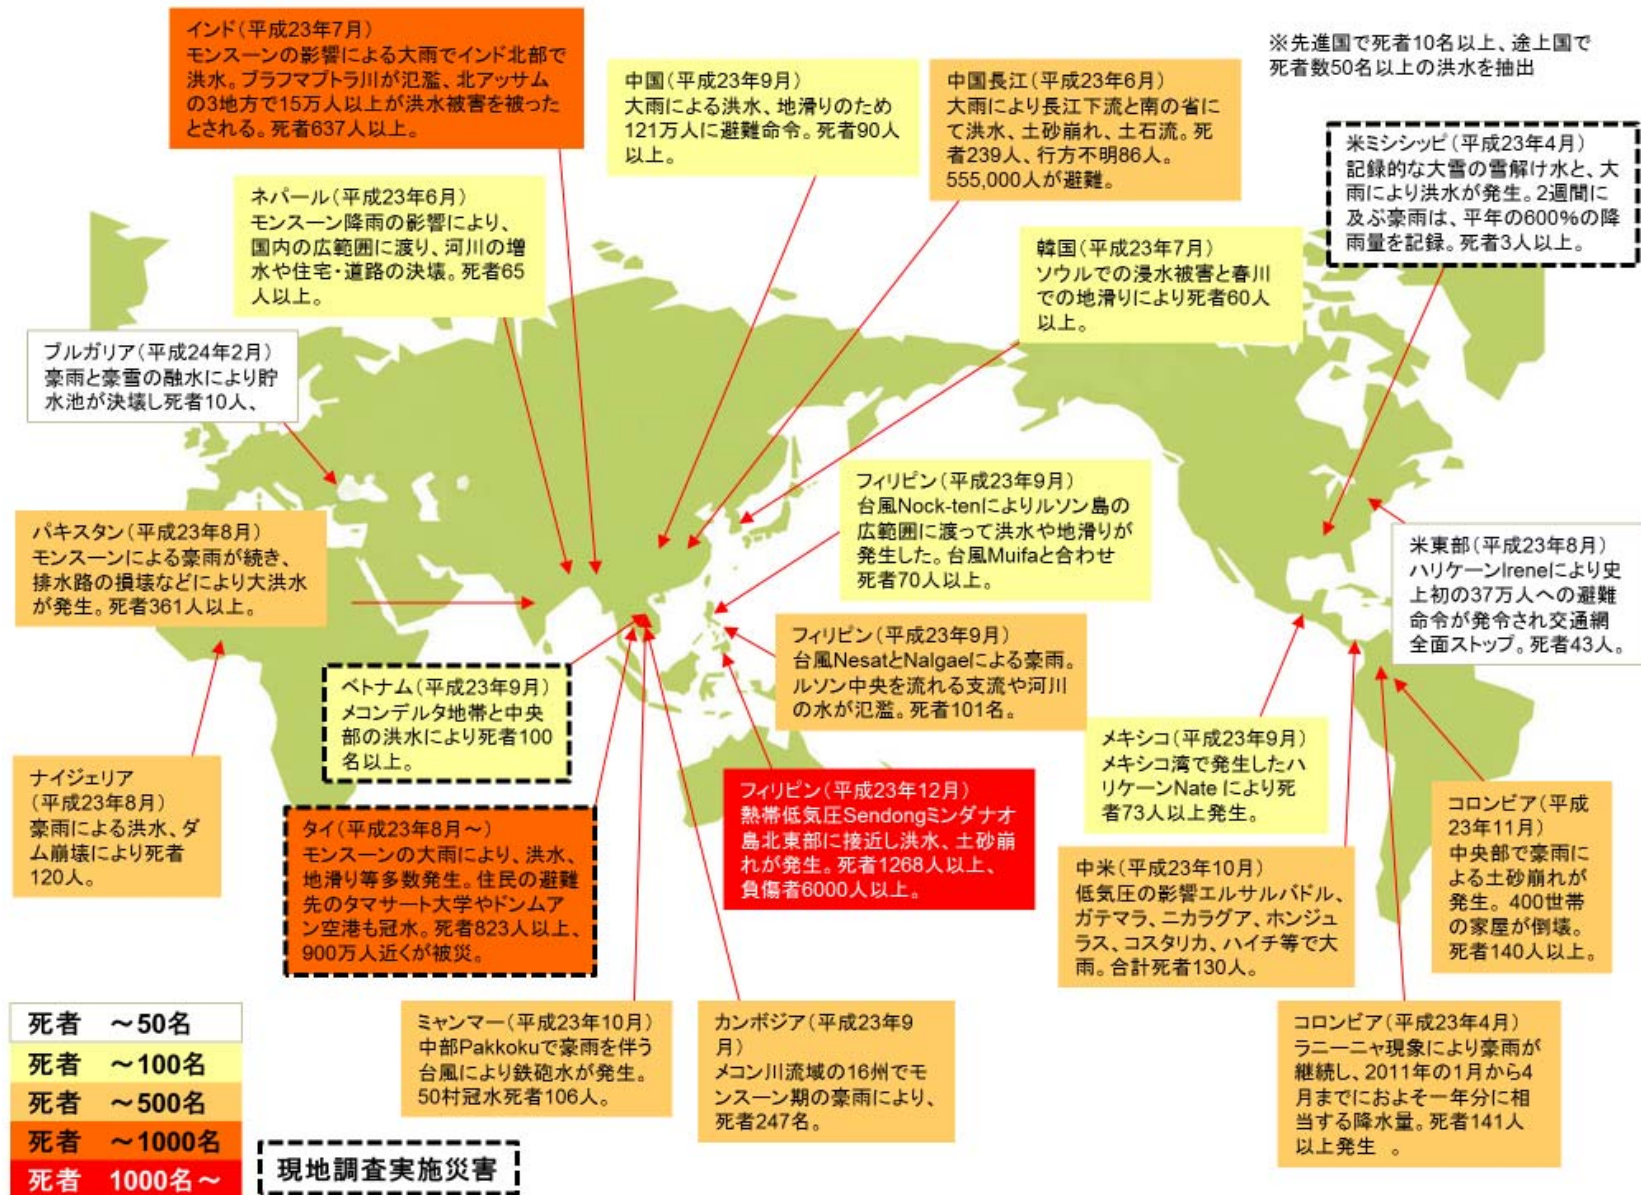 インド(平成23年7月)
モンスーンの影響による大雨でインド北部で
洪水。ブラフマプトラ川が氾濫、北アッサム
の3地方で15万人以上が洪水被害を被った
とされる。死者637人以上。
中国(平成23年9月)
大雨による洪水、地滑りのため
121万人に避難命令。死者90人
以上。
中国長江(平成23年6月)
大雨により長江下流と南の省に
て洪水、土砂崩れ、土石流。死
者239人、行方不明86人。
555,000人が避難。
※先進国で死者10名以上、途上国で
死者数50名以上の洪水を抽出
米ミシシッピ(平成23年4月)
記録的な大雪の雪解け水と、大
雨により洪水が発生。2週間に
及ぶ豪雨は、平年の600%の降
雨量を記録。死者3人以上。
ネパール(平成23年6月)
モンスーン降雨の影響により、
国内の広範囲に渡り、河川の増
水や住宅・道路の決壊。死者65
人以上。
韓国(平成23年7月)
ソウルでの浸水被害と春川
での地滑りにより死者60人
以上。
ブルガリア(平成24年2月)
豪雨と豪雪の融水により貯
水池が決壊し死者10人、
フィリピン(平成23年9月)
台風Nock-tenによりルソン島の
広範囲に渡って洪水や地滑りが
発生した。台風Muifaと合わせ
死者70人以上。
パキスタン(平成23年8月)
モンスーンによる豪雨が続き、
排水路の損壊などにより大洪水
が発生。死者361人以上。
米東部(平成23年8月)
ハリケーンIreneにより史
上初の37万人への避難
命令が発令され交通網
全面ストップ。死者43人。
フィリピン(平成23年9月)
台風NesatとNalgaeによる豪雨。
ルソン中央を流れる支流や河川
の水が氾濫。死者101名。
ベトナム(平成23年9月)
メコンデルタ地帯と中央
部の洪水により死者100
名以上。
メキシコ(平成23年9月)
メキシコ湾で発生したハ
リケーンNate により死
者73人以上発生。
ナイジェリア
(平成23年8月)
豪雨による洪水、ダ
ム崩壊により死者
120人。
フィリピン(平成23年12月)
熱帯低気圧Sendongミンダナオ
島北東部に接近し洪水、土砂崩
れが発生。死者1268人以上、
負傷者6000人以上。
コロンビア(平成
23年11月)
中央部で豪雨に
よる土砂崩れが
発生。400世帯
の家屋が倒壊。
死者140人以上。
タイ(平成23年8月~)
モンスーンの大雨により、洪水、
地滑り等多数発生。住民の避難
先のタマサート大学やドンムア
ン空港も冠水。死者823人以上、
900万人近くが被災。
中米(平成23年10月)
低気圧の影響エルサルバドル、
ガテマラ、ニカラグア、ホンジュ
ラス、コスタリカ、ハイチ等で大
雨。合計死者130人。
ミャンマー(平成23年10月)
中部Pakkokuで豪雨を伴う
台風により鉄砲水が発生。
50村冠水死者106人。
カンボジア(平成23年9
月)
メコン川流域の16州でモ
ンスーン期の豪雨により、
死者247名。
コロンビア(平成23年4月)
ラニーニャ現象により豪雨が
継続し、2011年の1月から4
月までにおよそ一年分に相
当する降水量。死者141人
以上発生 。
死者 ~50名
死者 ~100名
死者 ~500名
死者 ~1000名
死者 1000名~
現地調査実施災害